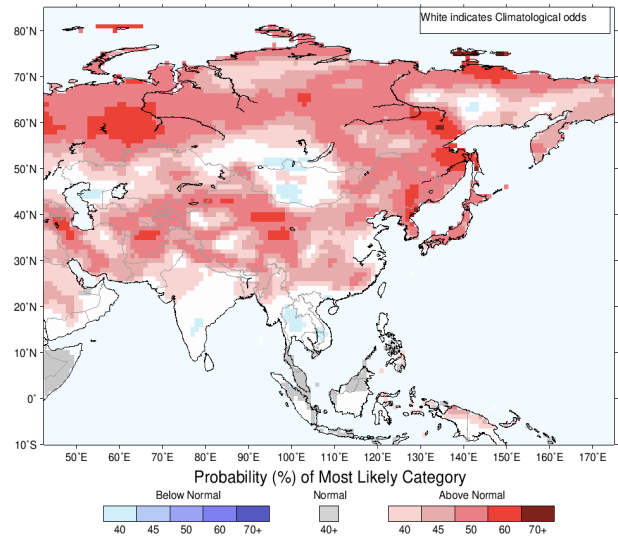 White indicates Climatological odds
80˚N
70˚N
60˚N
50˚N
40˚N
30˚N
20˚N
10˚N
0˚
10˚S
50˚E 60˚E 70˚E 80˚E 90˚E 100˚E 110˚E 120˚E 130˚E 140˚E 150˚E 160˚E 170˚E
Probability (%) of Most Likely Category
Below Normal Normal Above Normal
40 45 50 60 70+ 40+ 40 45 50 60 70+